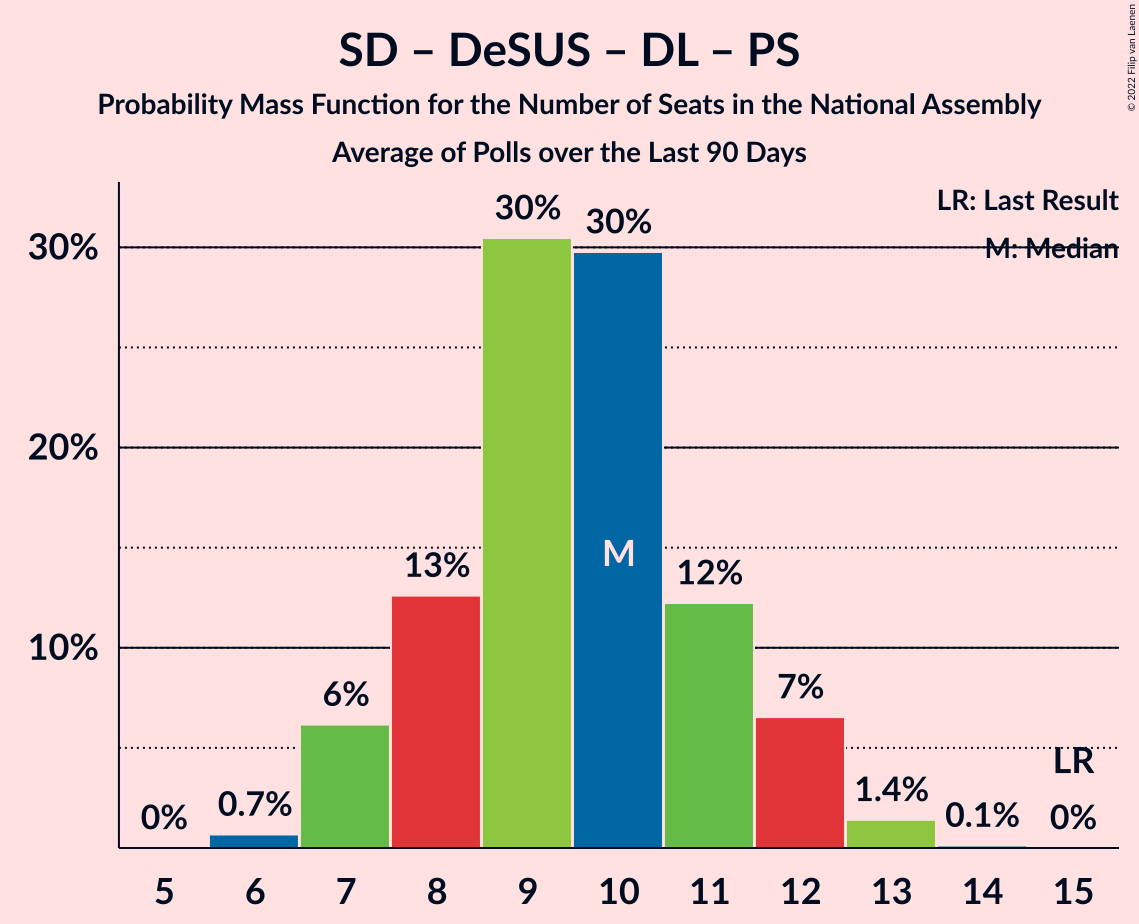 SD – DeSUS – DL – PS
Probability Mass Function for the Number of Seats in the National Assembly
Average of Polls over the Last 90 Days
© 2022 Filip van Laenen
LR: Last Result
M: Median
30%
20%
10%
0%
0.7%
6%
13%
30%
30%
M
12%
7%
1.4%
0.1%
LR
0%
5 6 7 8 9 10 11 12 13 14 15